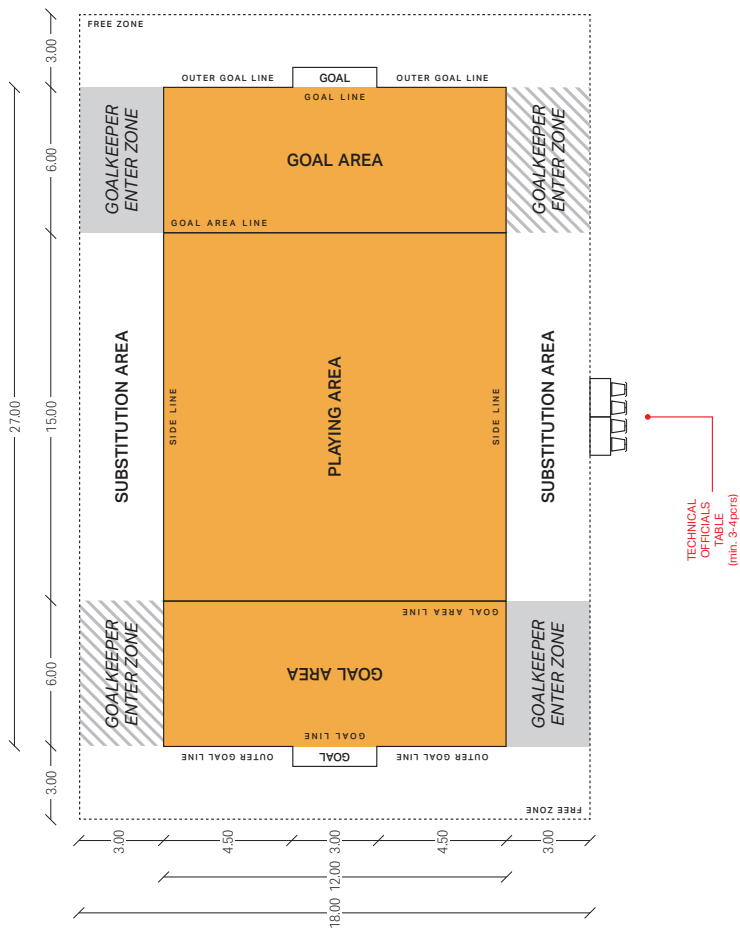 FREE ZONE
3.00
OUTER GOAL LINE
GOAL
OUTER GOAL LINE
GOAL LINE
GOALKEEPER
ENTER ZONE
GOAL AREA
GOALKEEPER
ENTER ZONE
6.00
GOAL AREA LINE
27.00
15.00
SUBSTITUTION AREA
SIDE LINE
PLAYING AREA
SIDE LINE
SUBSTITUTION AREA
TECHNICAL
OFFICIALS
TABLE
(min. 3-4pcrs)
GOAL AREA LINE
GOALKEEPER
ENTER ZONE
GOAL AREA
GOALKEEPER
ENTER ZONE
6.00
GOAL LINE
OUTER GOAL LINE
GOAL
OUTER GOAL LINE
3.00
FREE ZONE
3.00
4.50
3.00
4.50
3.00
12.00
18.00